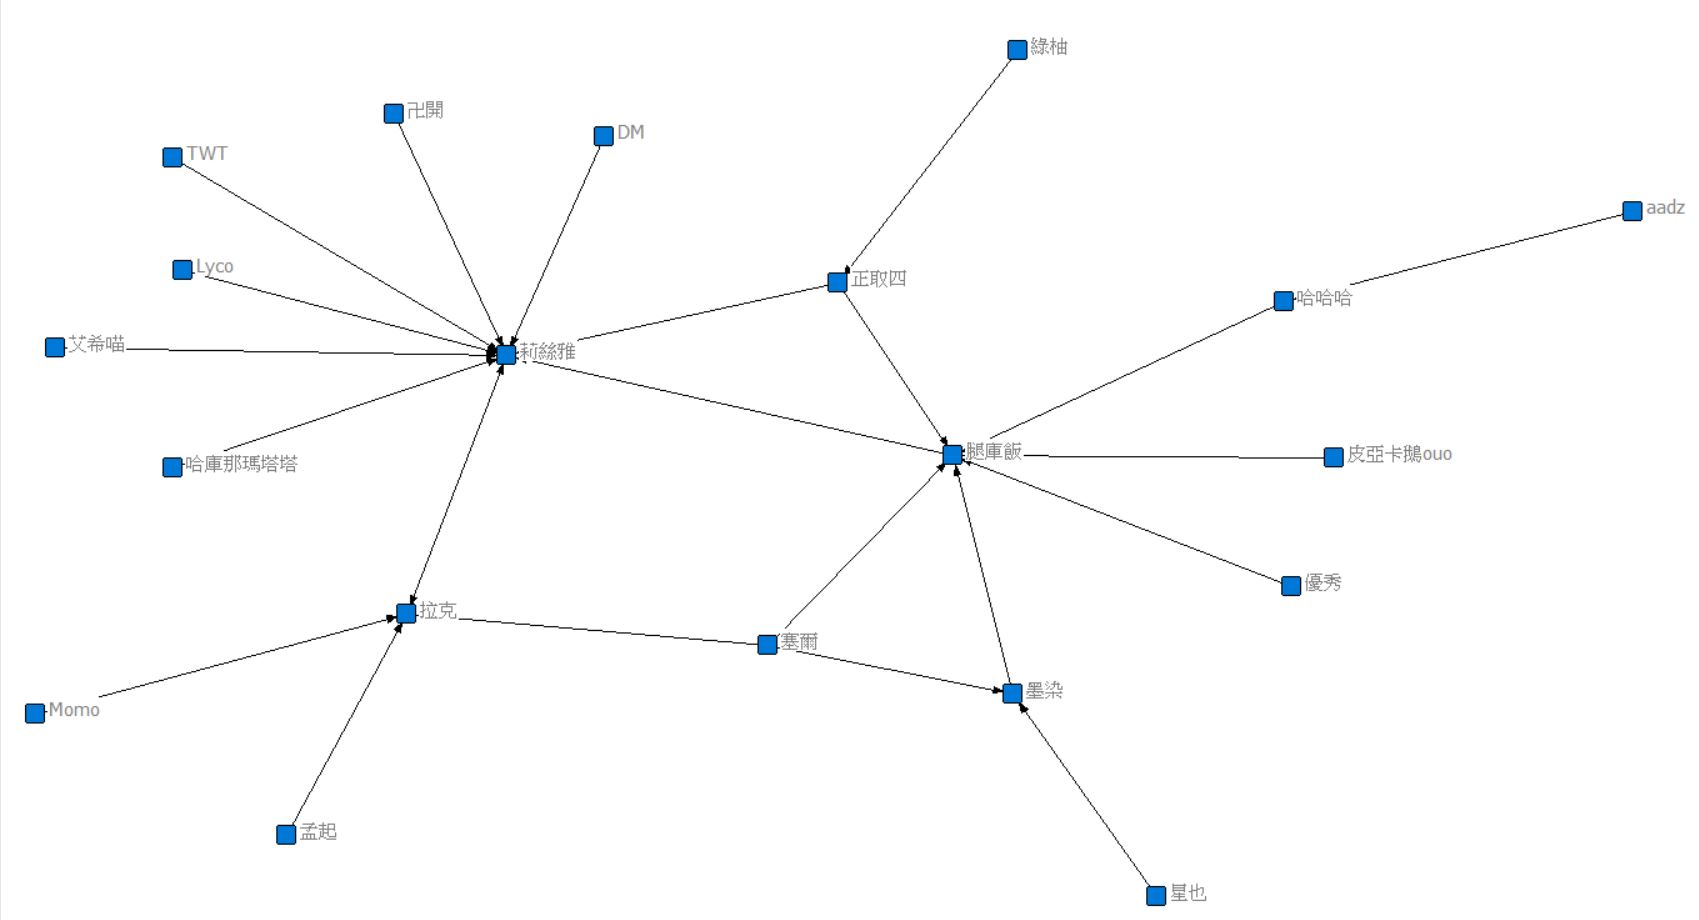 綠柚
卍開
DM
TWT
aadz
Lyco
正取四
哈哈哈
艾希喵
莉絲雅
腿庫飯
皮亞卡鵝ouo
哈庫那瑪塔塔
優秀
拉克
塞爾
墨染
Momo
孟起
星也